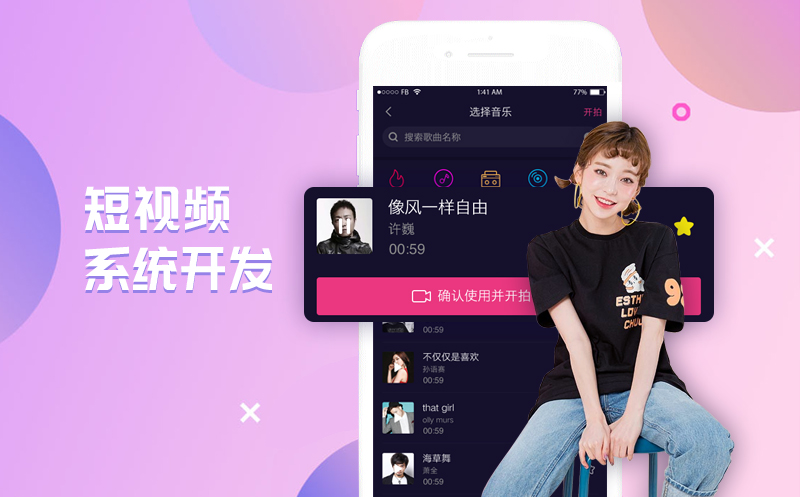 短视频
系统开发
FB
1:41 AM
77%
选择音乐
开拍
搜索歌曲名称
像风一样自由
许巍
00:59
确认使用并开拍
00:59
不仅仅是喜欢
孙语赛
00:59
that girl
olly murs
00:59
海草舞
萧全
00:59
ESTH
LOV
CHU